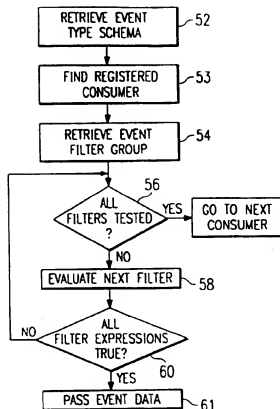 RETRIEVE EVENT
TYPE SCHEMA
52
FIND REGISTERED
CONSUMER
53
RETRIEVE EVENT
FILTER GROUP
54
56
ALL
FILTERS TESTED
?
YES
GO TO NEXT
CONSUMER
NO
EVALUATE NEXT FILTER
58
NO
ALL
FILTER EXPRESSIONS
TRUE?
60
YES
PASS EVENT DATA
61